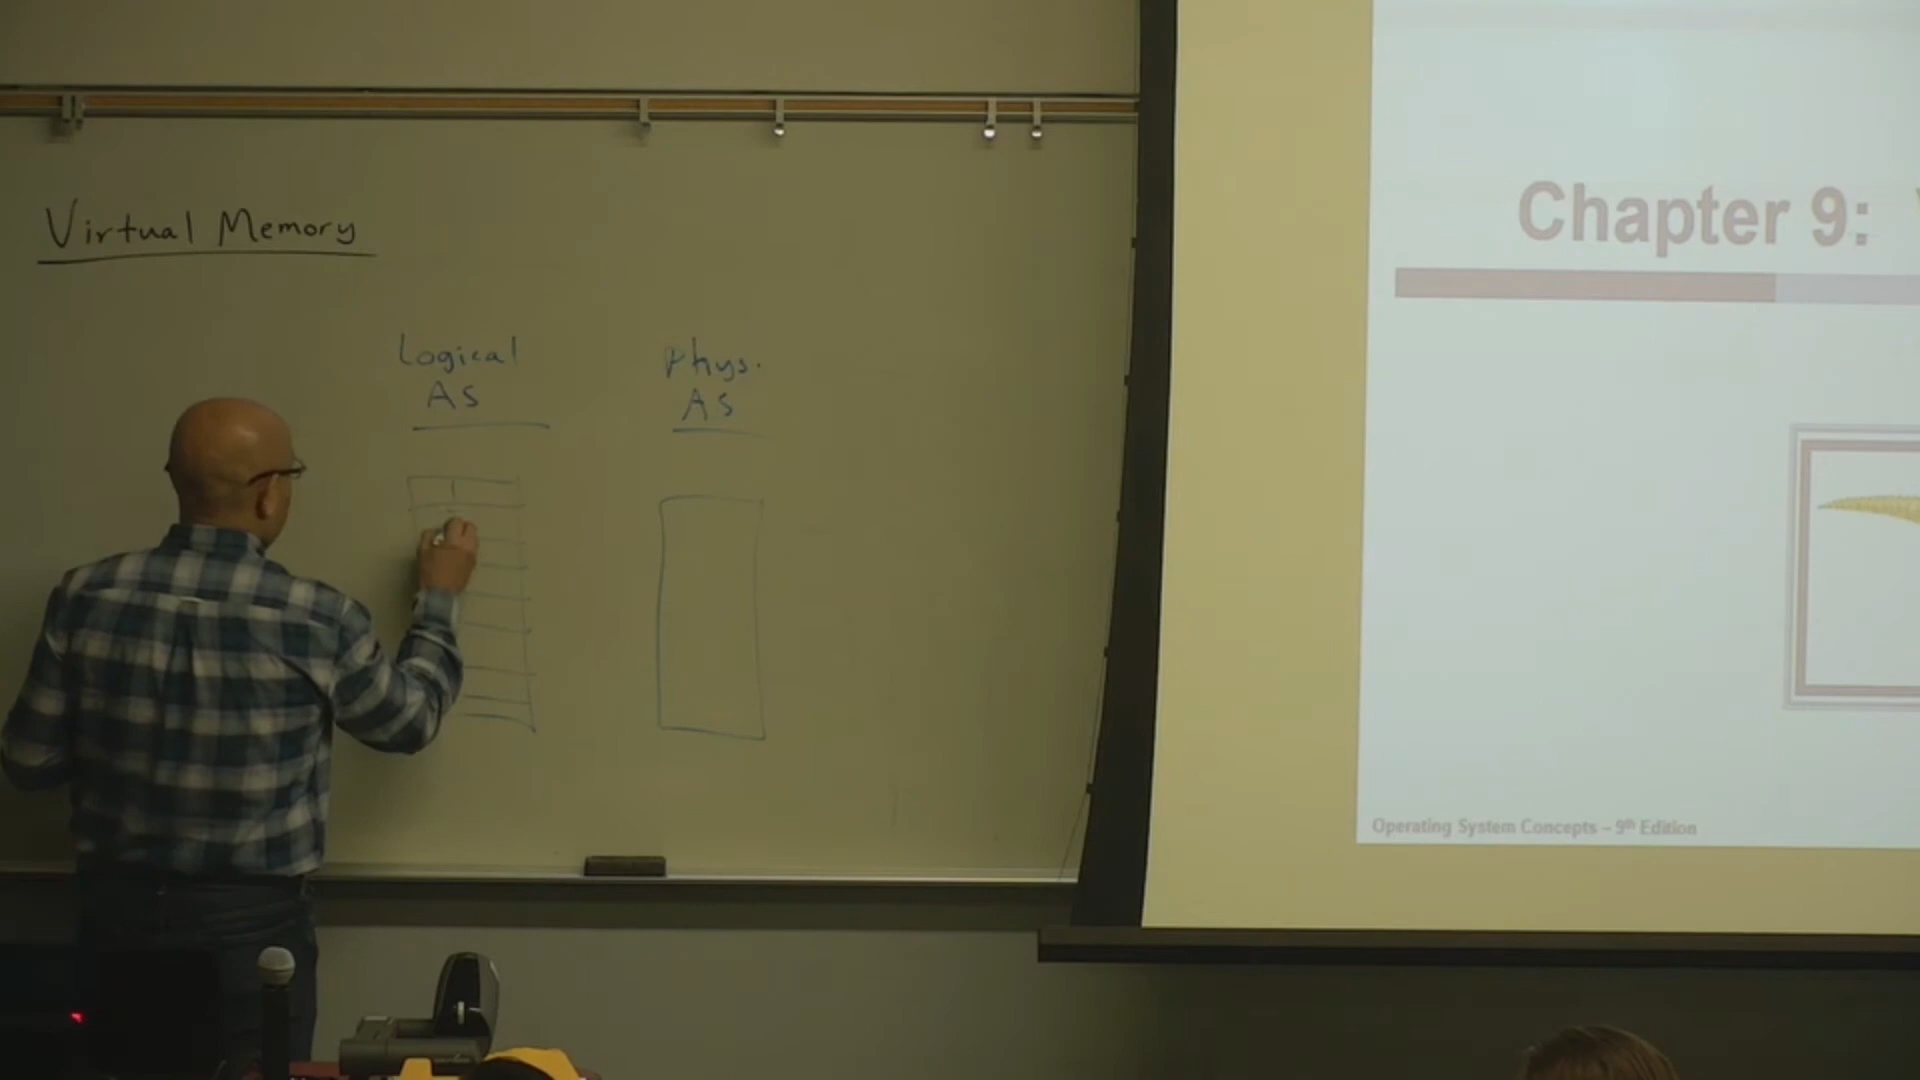 Virtual Memory
Logical
AS
Phys.
AS
Chapter 9:
Operating System Concepts – 9th Edition